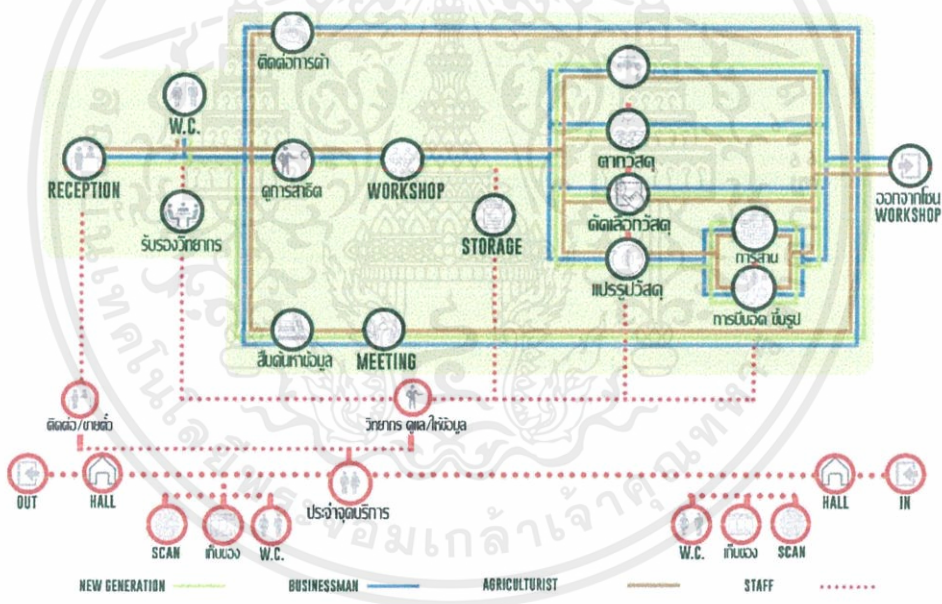 ติดต่อการค้า
W.C.
RECEPTION
ดูการสาธิต
WORKSHOP
ตากวัสดุ
ออกจากโซน
WORKSHOP
รับรองวิทยากร
STORAGE
คัดเลือกวัสดุ
การสาน
แปรรูปวัสดุ
การบีบอัด ขึ้นรูป
สืบค้นหาข้อมูล
MEETING
ติดต่อ/ขายตั๋ว
วิทยากร ดูแล/ให้ข้อมูล
OUT
HALL
ประจำจุดบริการ
HALL
IN
SCAN
เก็บของ
W.C.
W.C.
เก็บของ
SCAN
NEW GENERATION
BUSINESSMAN
AGRICULTURIST
STAFF